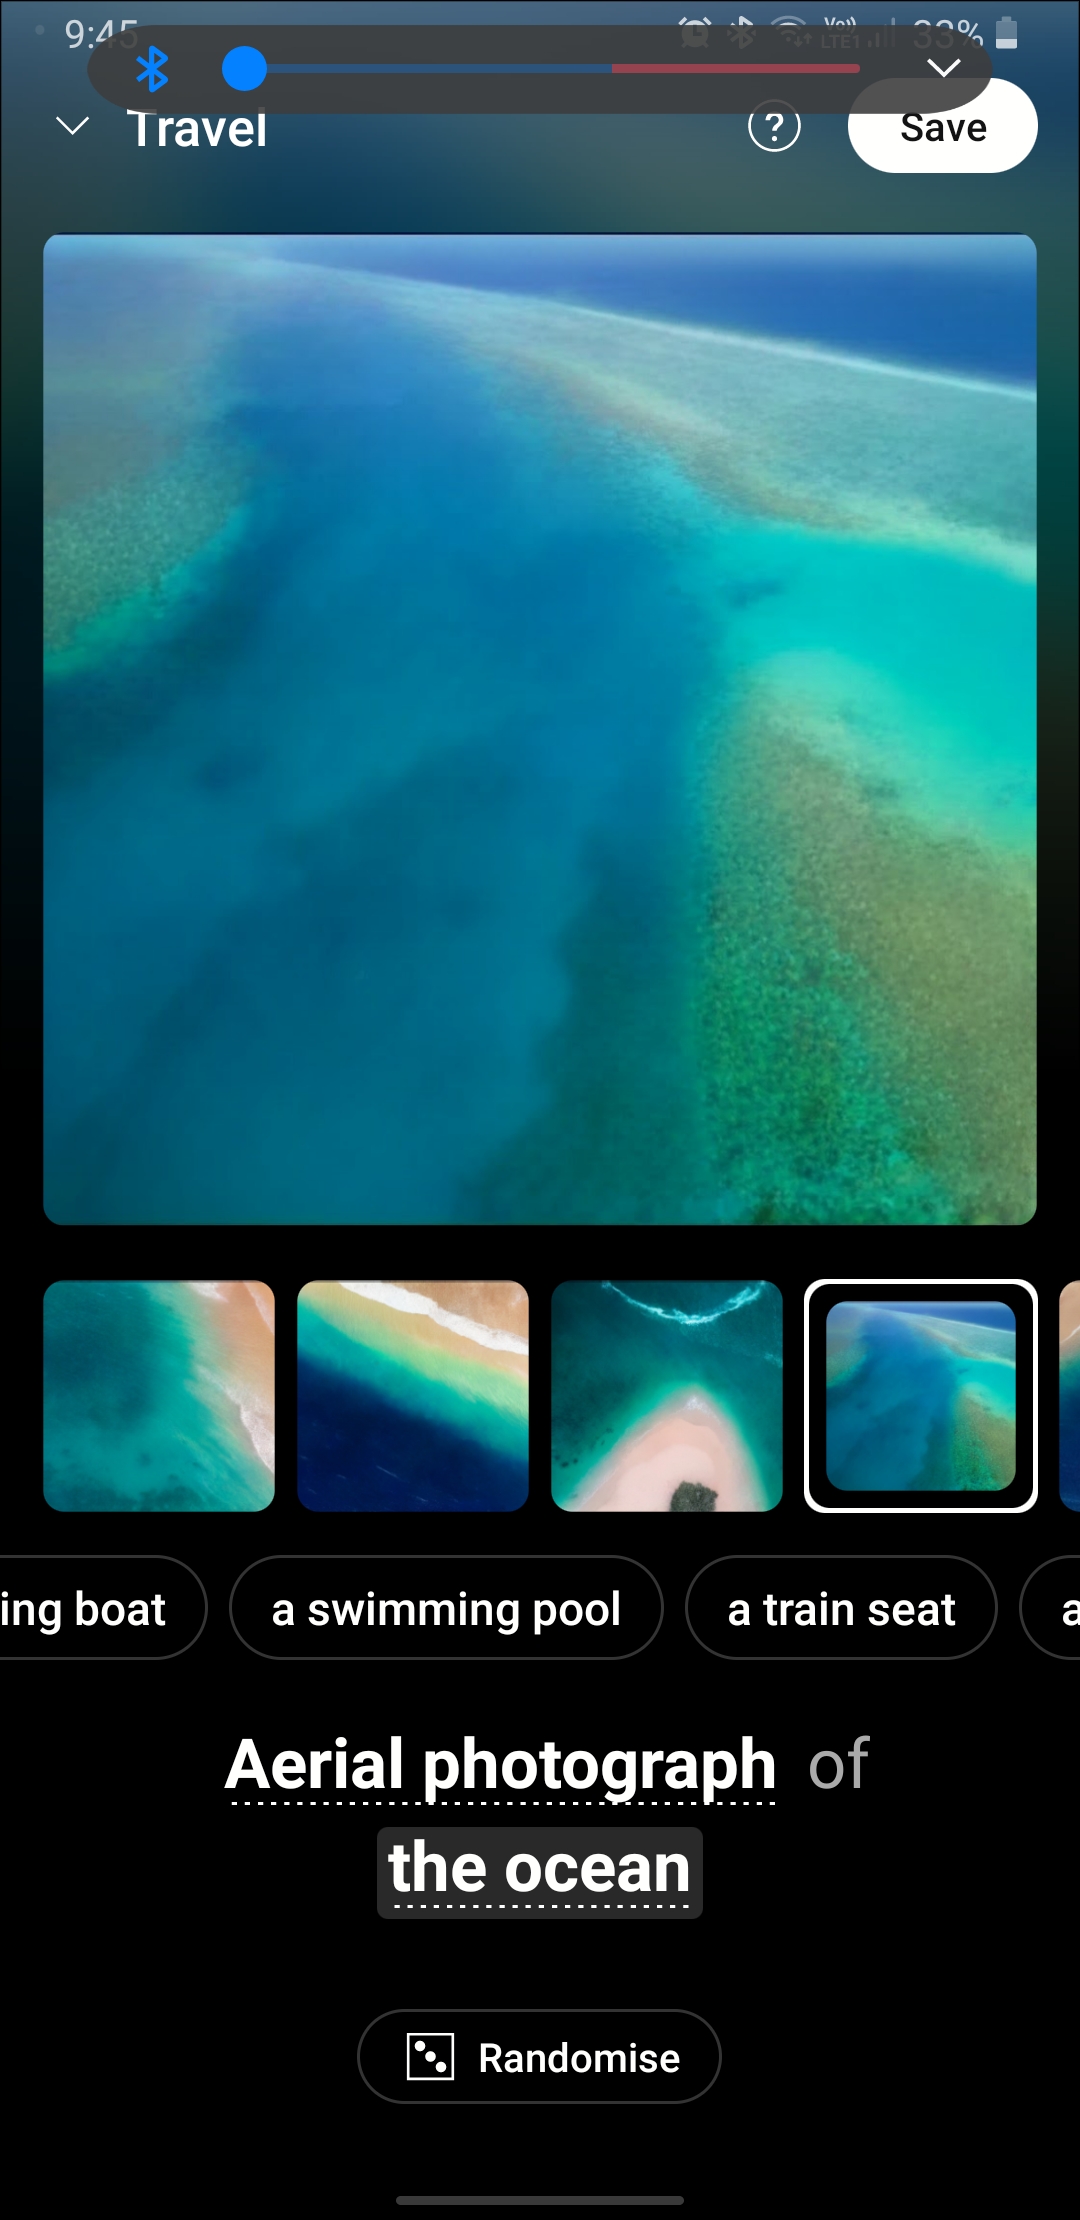 9:45
Vo))
LTE1
33%
Travel
?
Save
ing boat
a swimming pool
a train seat
a
Aerial photograph of
the ocean
Randomise